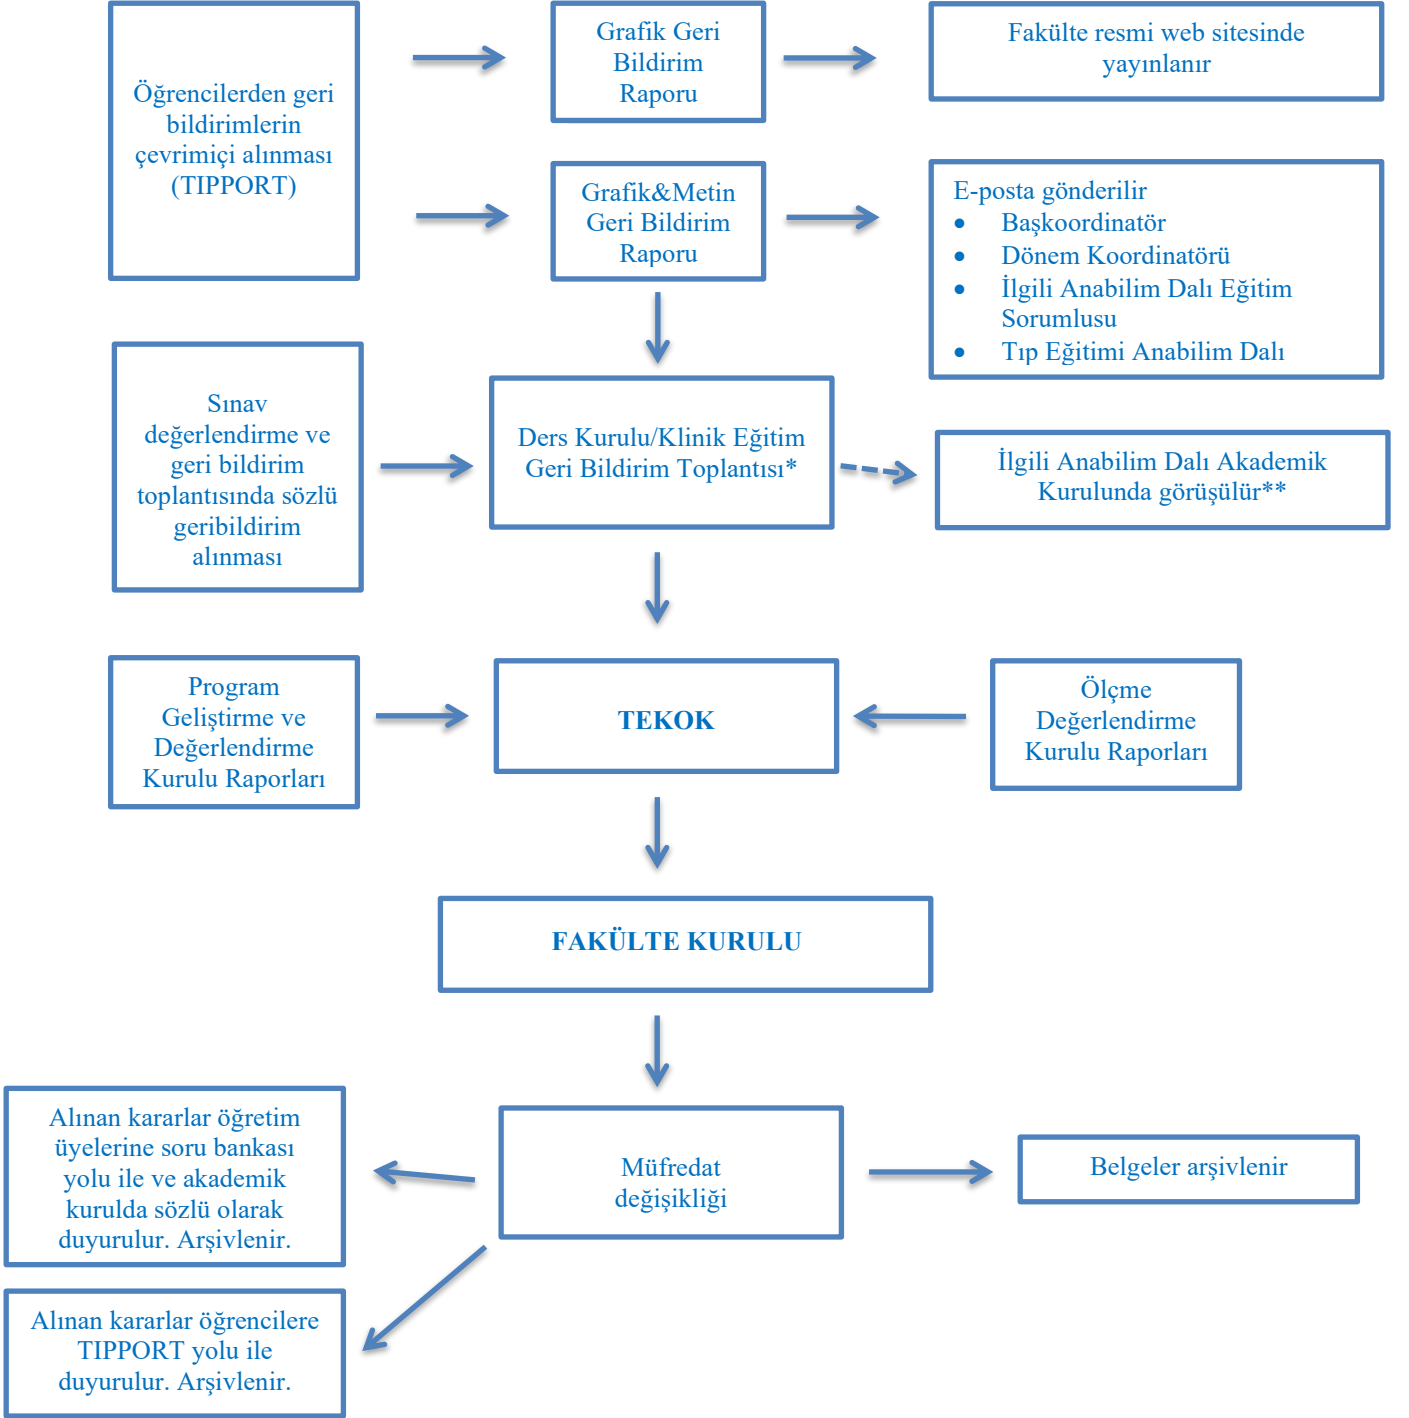 Öğrencilerden geri
bildirimlerin
çevrimiçi alınması
(TIPPORT)
Grafik Geri
Bildirim
Raporu
Fakülte resmi web sitesinde
yayınlanır
Grafik&Metin
Geri Bildirim
Raporu
E-posta gönderilir
• Başkoordinatör
• Dönem Koordinatörü
• İlgili Anabilim Dalı Eğitim
Sorumlusu
• Tıp Eğitimi Anabilim Dalı
Sınav
değerlendirme ve
geri bildirim
toplantısında sözlü
geribildirim
alınması
Ders Kurulu/Klinik Eğitim
Geri Bildirim Toplantısı*
İlgili Anabilim Dalı Akademik
Kurulunda görüşülür**
Program
Geliştirme ve
Değerlendirme
Kurulu Raporları
TEKOK
Ölçme
Değerlendirme
Kurulu Raporları
FAKÜLTE KURULU
Alınan kararlar öğretim
üyelerine soru bankası
yolu ile ve akademik
kurulda sözlü olarak
duyurulur. Arşivlenir.
Müfredat
değişikliği
Belgeler arşivlenir
Alınan kararlar öğrencilere
TIPPORT yolu ile
duyurulur. Arşivlenir.